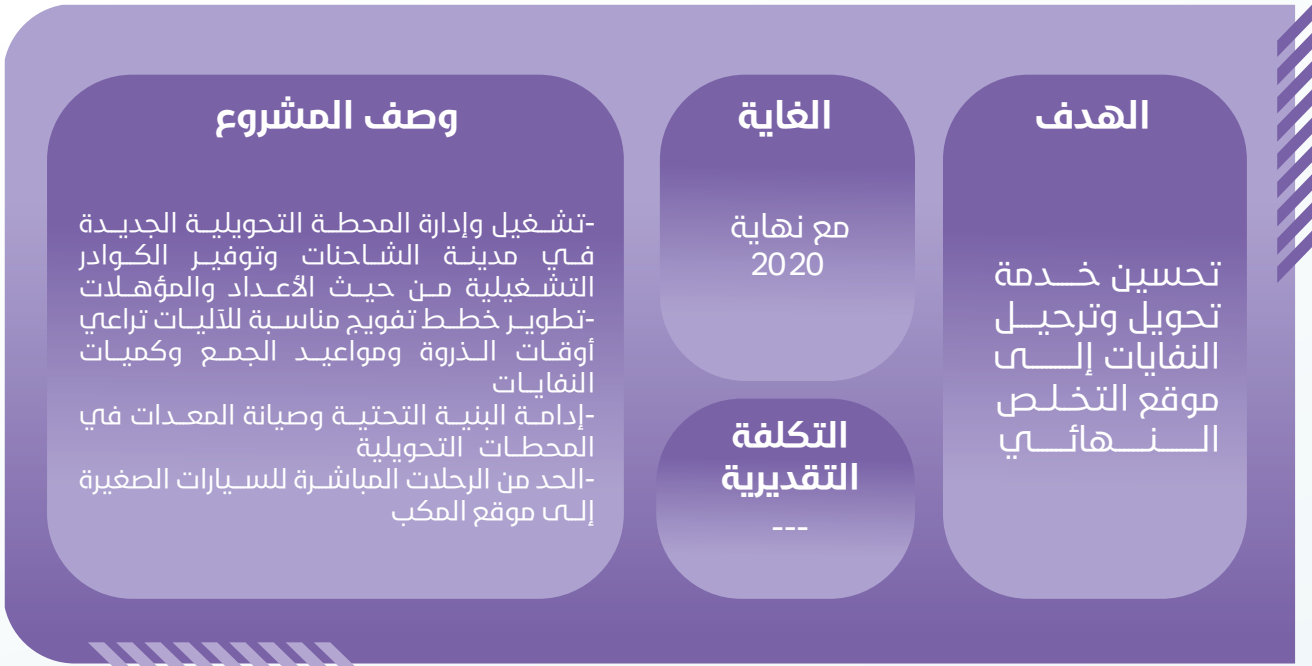 الهدف
تحسين خدمة
تحويل وترحيل
النفايات إلى
موقع التخلص
النهائي
الغاية
مع نهاية
2020
التكلفة
التقديرية
---
وصف المشروع
-تشغيل وإدارة المحطة التحويلية الجديدة
في مدينة الشاحنات وتوفير الكوادر
التشغيلية من حيث الأعداد والمؤهلات
-تطوير خطط تفويج مناسبة للآليات تراعي
أوقات الذروة ومواعيد الجمع وكميات
النفايات
-إدامة البنية التحتية وصيانة المعدات في
المحطات التحويلية
-الحد من الرحلات المباشرة للسيارات الصغيرة
إلى موقع المكب